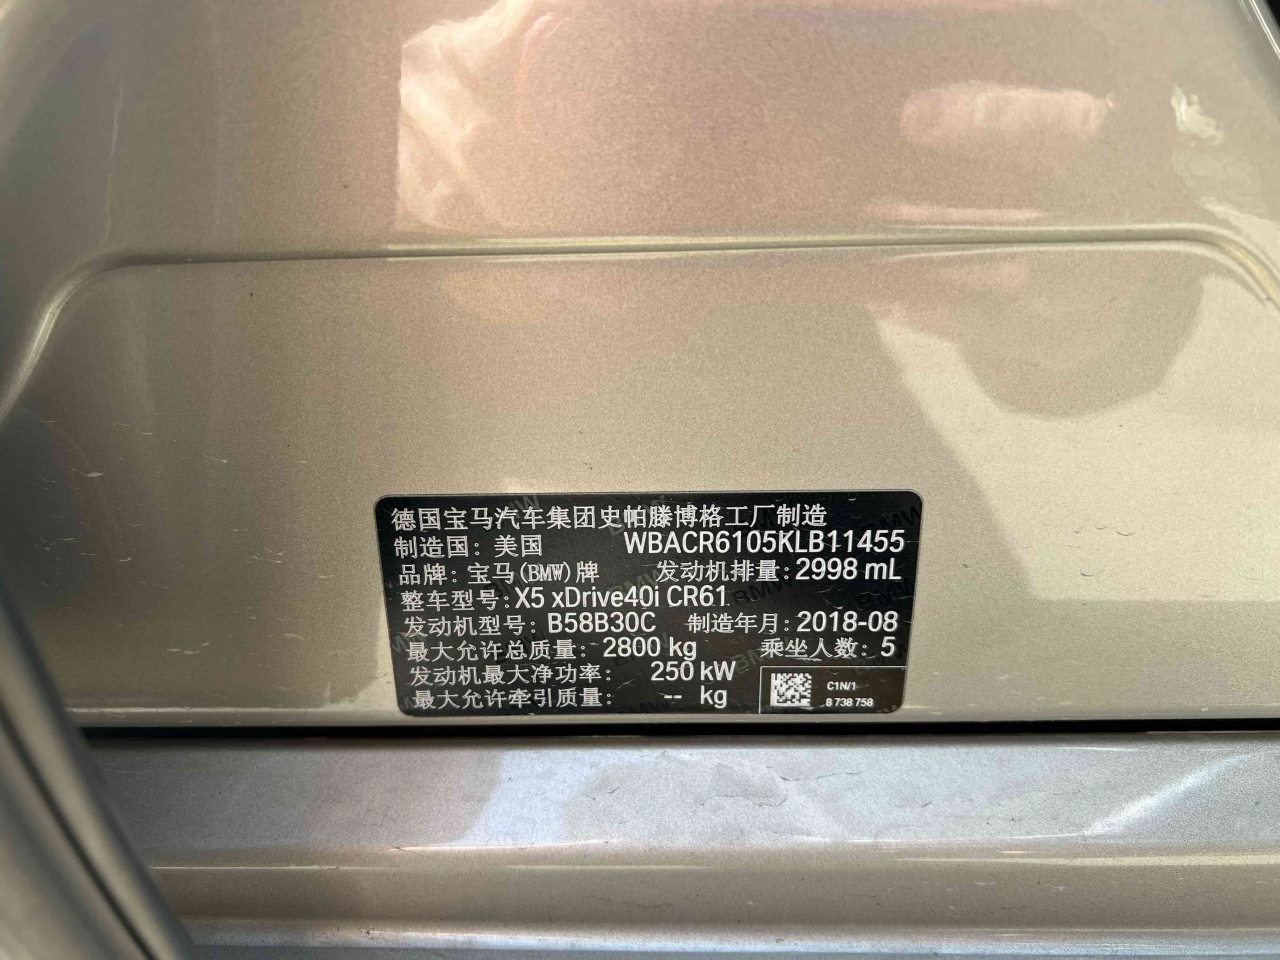 德国宝马汽车集团史帕滕博格工厂制造
制造国: 美国 WBACR6105KLB11455
品牌: 宝马(BMW)牌 发动机排量: 2998 mL
整车型号: X5 xDrive40i CR61
发动机型号: B58B30C 制造年月: 2018-08
最大允许总质量: 2800 kg 乘坐人数: 5
发动机最大净功率: 250 kW
最大允许牵引质量: -- kg
C1N/1
8 738 758